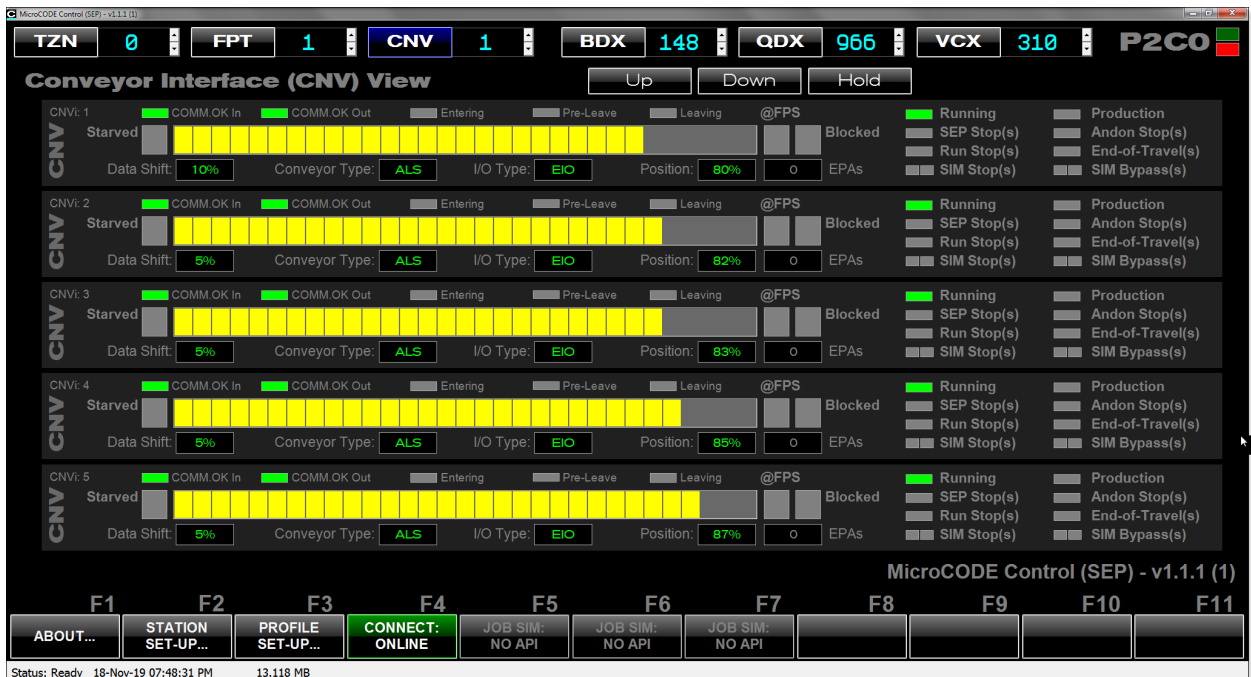 MicroCODE Control (SEP) - v1.1.1 (1)
TZN 0 FPT 1 CNV 1 BDX 148 QDX 966 VCX 310 P2C0
Conveyor Interface (CNV) View Up Down Hold
CNVi: 1 COMM.OK In COMM.OK Out Entering Pre-Leave Leaving @FPS Running Production
CNV Starved Blocked SEP Stop(s) Andon Stop(s)
Run Stop(s) End-of-Travel(s)
Data Shift: 10% Conveyor Type: ALS I/O Type: EIO Position: 80% 0 EPAs SIM Stop(s) SIM Bypass(s)
CNVi: 2 COMM.OK In COMM.OK Out Entering Pre-Leave Leaving @FPS Running Production
CNV Starved Blocked SEP Stop(s) Andon Stop(s)
Run Stop(s) End-of-Travel(s)
Data Shift: 5% Conveyor Type: ALS I/O Type: EIO Position: 82% 0 EPAs SIM Stop(s) SIM Bypass(s)
CNVi: 3 COMM.OK In COMM.OK Out Entering Pre-Leave Leaving @FPS Running Production
CNV Starved Blocked SEP Stop(s) Andon Stop(s)
Run Stop(s) End-of-Travel(s)
Data Shift: 5% Conveyor Type: ALS I/O Type: EIO Position: 83% 0 EPAs SIM Stop(s) SIM Bypass(s)
CNVi: 4 COMM.OK In COMM.OK Out Entering Pre-Leave Leaving @FPS Running Production
CNV Starved Blocked SEP Stop(s) Andon Stop(s)
Run Stop(s) End-of-Travel(s)
Data Shift: 5% Conveyor Type: ALS I/O Type: EIO Position: 85% 0 EPAs SIM Stop(s) SIM Bypass(s)
CNVi: 5 COMM.OK In COMM.OK Out Entering Pre-Leave Leaving @FPS Running Production
CNV Starved Blocked SEP Stop(s) Andon Stop(s)
Run Stop(s) End-of-Travel(s)
Data Shift: 5% Conveyor Type: ALS I/O Type: EIO Position: 87% 0 EPAs SIM Stop(s) SIM Bypass(s)
MicroCODE Control (SEP) - v1.1.1 (1)
F1 F2 F3 F4 F5 F6 F7 F8 F9 F10 F11
ABOUT... STATION PROFILE CONNECT: JOB SIM: JOB SIM: JOB SIM:
SET-UP... SET-UP... ONLINE NO API NO API NO API
Status: Ready 18-Nov-19 07:48:31 PM 13.118 MB